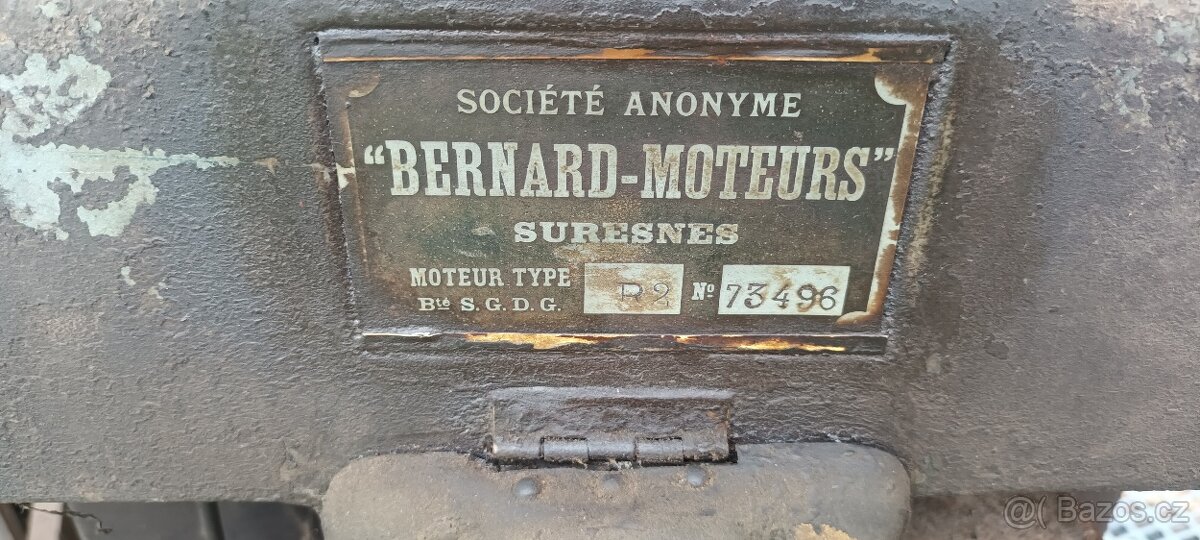 SOCIÉTÉ ANONYME
“BERNARD-MOTEURS”
SURESNES
MOTEUR TYPE R2 Nº 73496
Bté S. G. D. G.
@ Bazos.cz